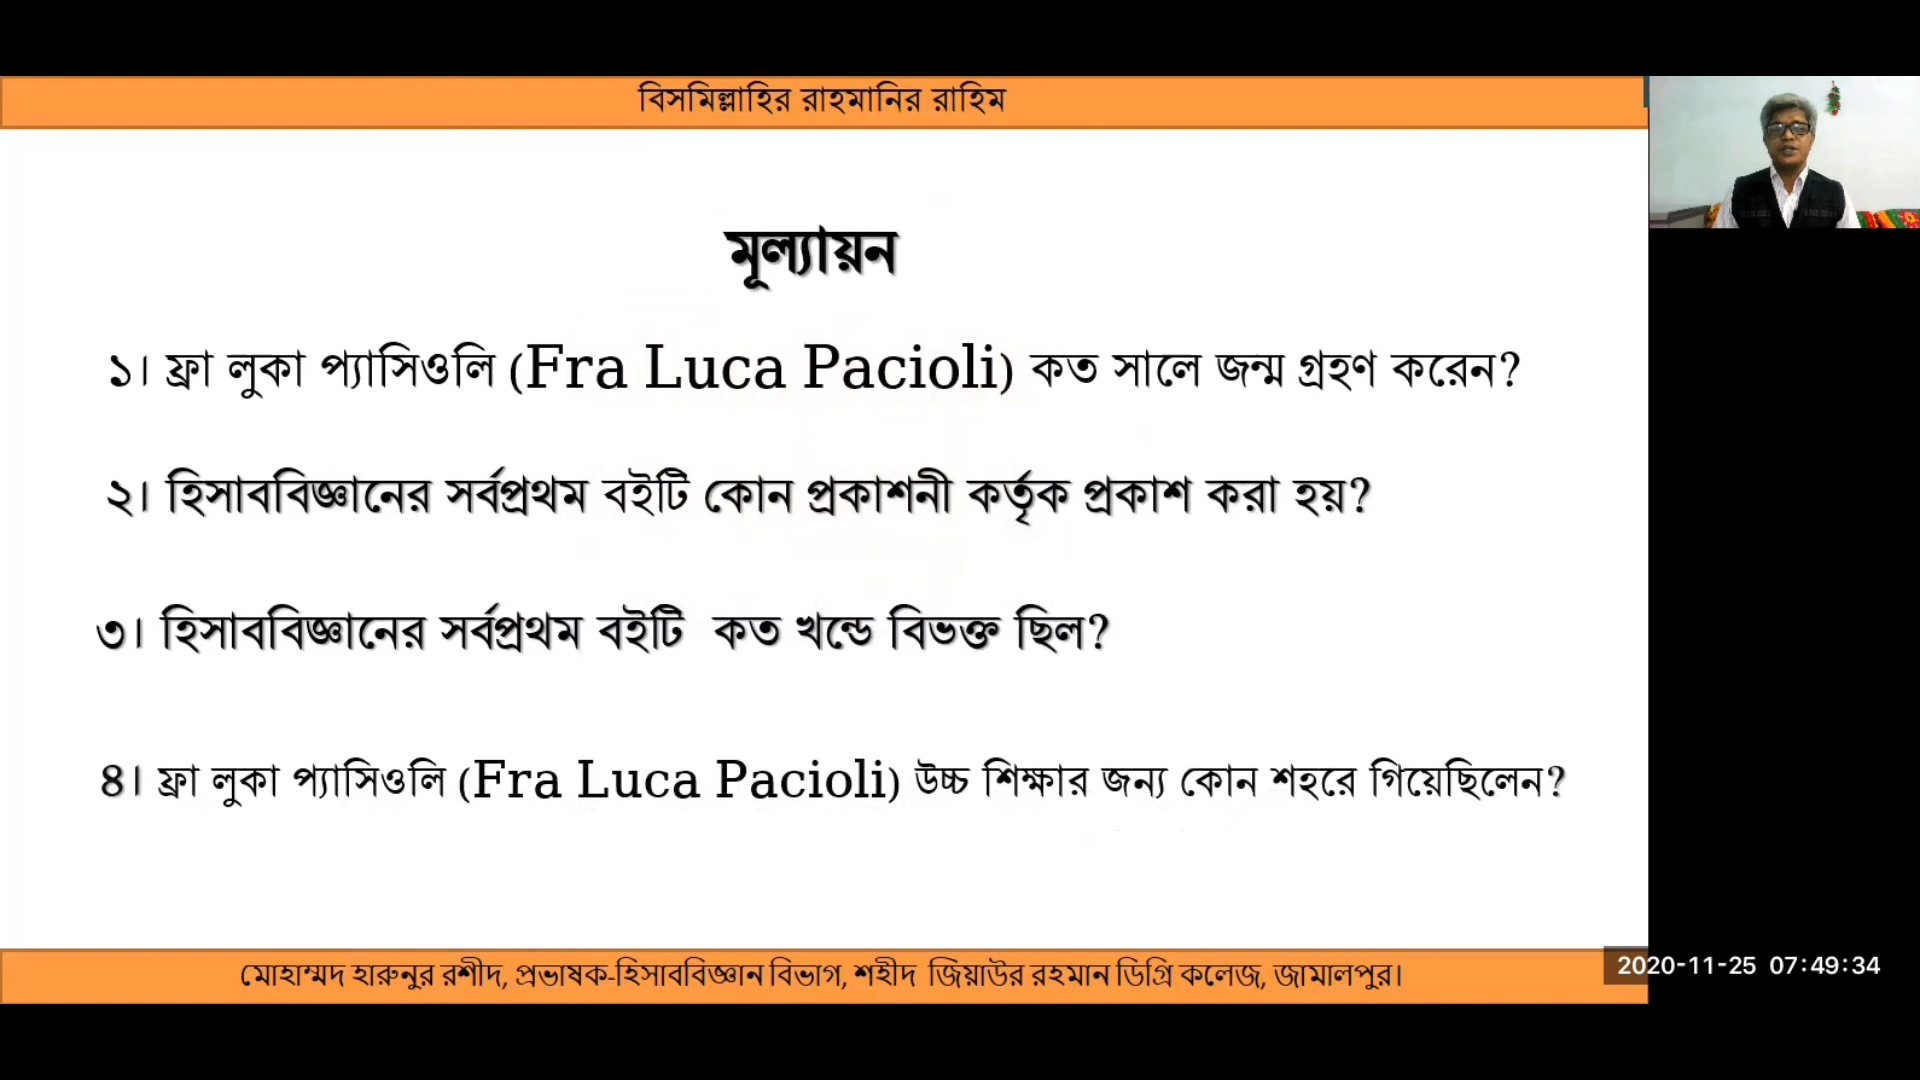 বিসমিল্লাহির রাহমানির রাহিম
মূল্যায়ন
১। ফ্রা লুকা প্যাসিওলি (Fra Luca Pacioli) কত সালে জন্ম গ্রহণ করেন?
২। হিসাববিজ্ঞানের সর্বপ্রথম বইটি কোন প্রকাশনী কর্তৃক প্রকাশ করা হয়?
৩। হিসাববিজ্ঞানের সর্বপ্রথম বইটি কত খন্ডে বিভক্ত ছিল?
৪। ফ্রা লুকা প্যাসিওলি (Fra Luca Pacioli) উচ্চ শিক্ষার জন্য কোন শহরে গিয়েছিলেন?
মোহাম্মদ হারুনুর রশীদ, প্রভাষক-হিসাববিজ্ঞান বিভাগ, শহীদ জিয়াউর রহমান ডিগ্রি কলেজ, জামালপুর।
2020-11-25 07:49:34